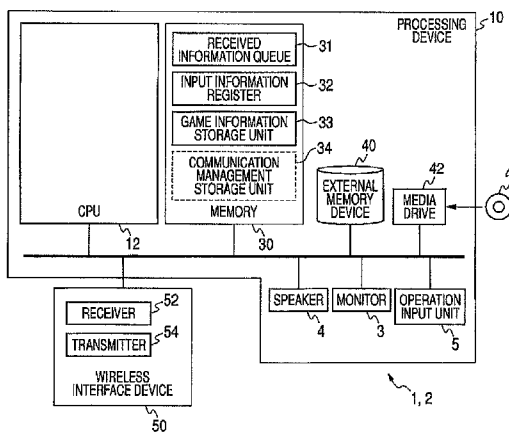 PROCESSING
DEVICE
10
RECEIVED
INFORMATION QUEUE
31
INPUT INFORMATION
REGISTER
32
GAME INFORMATION
STORAGE UNIT
33
34
COMMUNICATION
MANAGEMENT
STORAGE UNIT
MEMORY
30
CPU
12
40
EXTERNAL
MEMORY
DEVICE
42
MEDIA
DRIVE
SPEAKER
4
MONITOR
3
OPERATION
INPUT UNIT
5
RECEIVER
52
TRANSMITTER
54
WIRELESS
INTERFACE DEVICE
50
1, 2